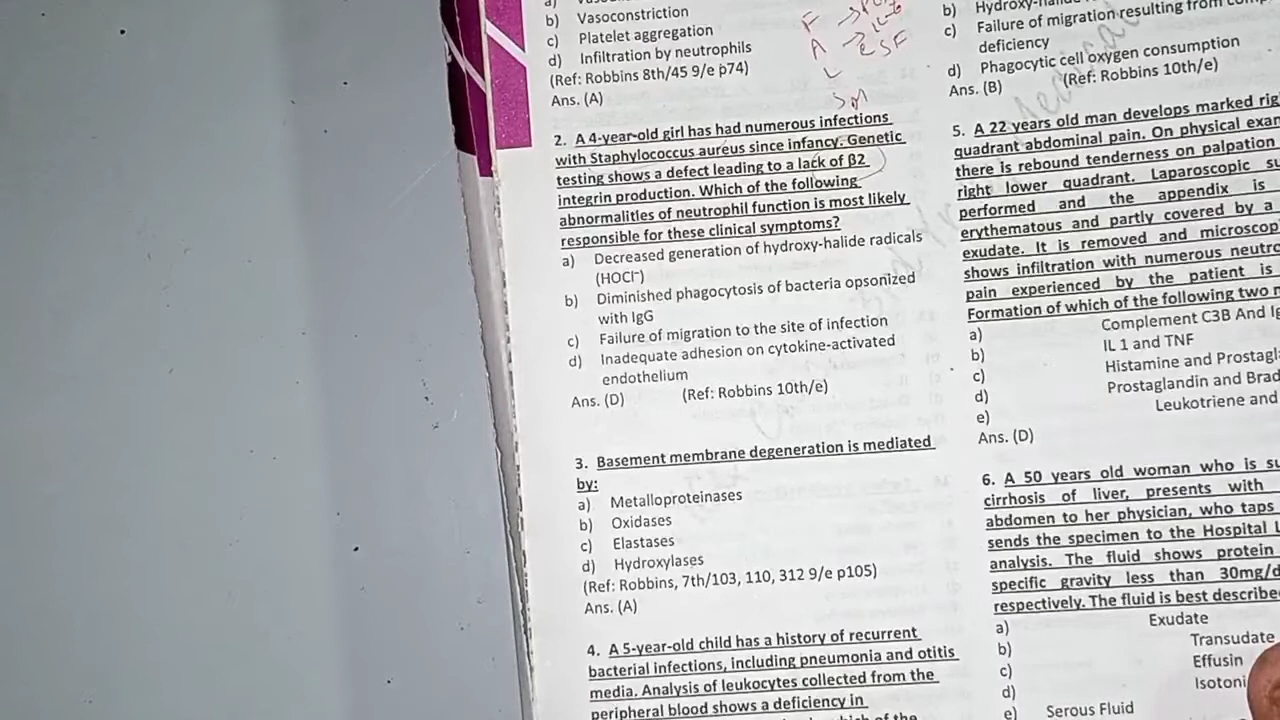 b) Vasoconstriction
c) Platelet aggregation
d) Infiltration by neutrophils
(Ref: Robbins 8th/45 9/e p74)
Ans. (A)
F
A
L
SM
ESF
2. A 4-year-old girl has had numerous infections
with Staphylococcus aureus since infancy. Genetic
testing shows a defect leading to a lack of β2
integrin production. Which of the following
abnormalities of neutrophil function is most likely
responsible for these clinical symptoms?
a) Decreased generation of hydroxy-halide radicals
(HOCl⁻)
b) Diminished phagocytosis of bacteria opsonized
with IgG
c) Failure of migration to the site of infection
d) Inadequate adhesion on cytokine-activated
endothelium
Ans. (D) (Ref: Robbins 10th/e)
3. Basement membrane degeneration is mediated
by:
a) Metalloproteinases
b) Oxidases
c) Elastases
d) Hydroxylases
(Ref: Robbins, 7th/103, 110, 312 9/e p105)
Ans. (A)
4. A 5-year-old child has a history of recurrent
bacterial infections, including pneumonia and otitis
media. Analysis of leukocytes collected from the
peripheral blood shows a deficiency in
of the
b)
c) Failure of migration resulting from
deficiency
d) Phagocytic cell oxygen consumption
Ans. (B) (Ref: Robbins 10th/e)
5. A 22 years old man develops marked
quadrant abdominal pain. On physical
there is rebound tenderness on palpation
right lower quadrant. Laparoscopic
performed and the appendix is
erythematous and partly covered by a
exudate. It is removed and
shows infiltration with numerous
pain experienced by the patient is
Formation of which of the following two
a) Complement C3B And
b) IL 1 and TNF
c) Histamine and
d) Prostaglandin and
e) Leukotriene and
Ans. (D)
6. A 50 years old woman who is
cirrhosis of liver, presents with
abdomen to her physician, who taps
sends the specimen to the Hospital
analysis. The fluid shows protein
specific gravity less than
respectively. The fluid is best
a) Exudate
b) Transudate
c) Effusin
d)
e) Serous Fluid